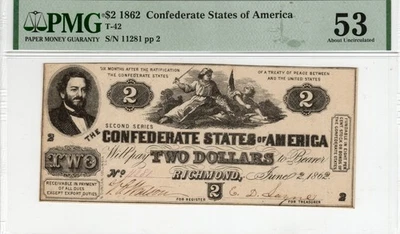 PMG
PAPER MONEY GUARANTY
$2 1862 Confederate States of America
T-42
S/N 11281 pp 2
53
About Uncirculated
SIX MONTHS AFTER THE RATIFICATION
OF A TREATY OF PEACE BETWEEN
THE CONFEDERATE STATES
AND THE UNITED STATES
2
2
SECOND SERIES
THE CONFEDERATE STATES OF AMERICA
2
TWO
Will pay TWO DOLLARS to Bearer
RICHMOND, June 2, 1862
No
RECEIVABLE IN PAYMENT
OF ALL DUES
EXCEPT EXPORT DUTIES
2
FOR REGISTER
FOR TREASURER
2